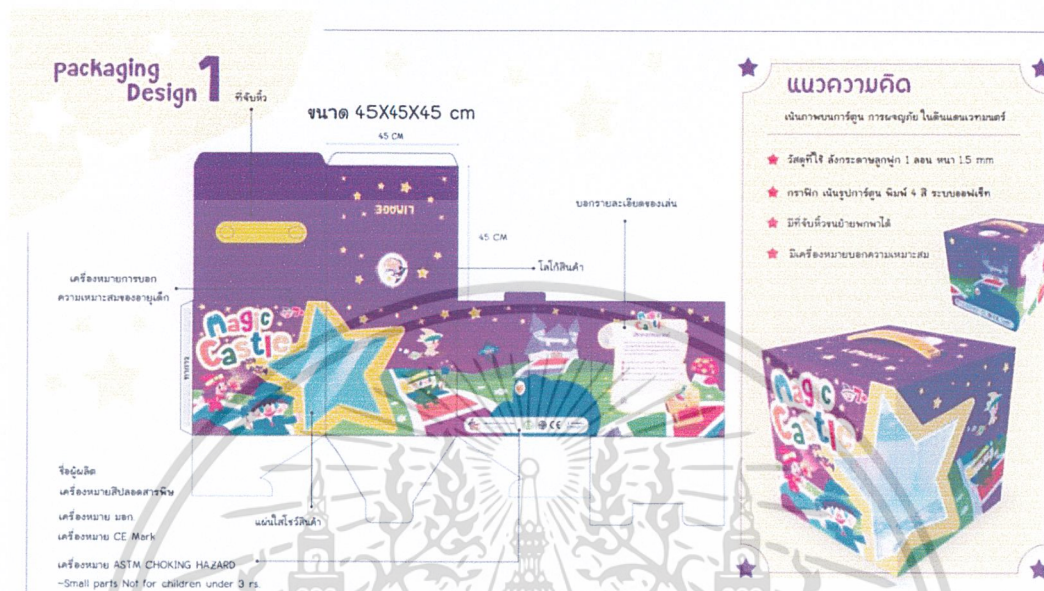 Packaging
Design 1
ที่จับหิ้ว
ขนาด 45X45X45 cm
45 CM
LIMAGE
45 CM
บอกรายละเอียดของเล่น
โลโก้สินค้า
เครื่องหมายการบอก
ความเหมาะสมของอายุเด็ก
Magic
Castle
ทากาว
CE
ชื่อผู้ผลิต
เครื่องหมายสีปลอดสารพิษ
เครื่องหมาย มอก
เครื่องหมาย CE Mark
เครื่องหมาย ASTM CHOKING HAZARD
-Small parts Not for children under 3 rs.
แผ่นใสโชว์สินค้า
แนวความคิด
เน้นภาพบนการ์ตูน การผจญภัย ในดินแดนเวทมนตร์
วัสดุที่ใช้ ลังกระดาษลูกฟูก 1 ลอน หนา 1.5 mm
กราฟิก เน้นรูปการ์ตูน พิมพ์ 4 สี ระบบออฟเซ็ท
มีที่จับหิ้วขนย้ายพกพาได้
มีเครื่องหมายบอกความเหมาะสม
Magic
Castle